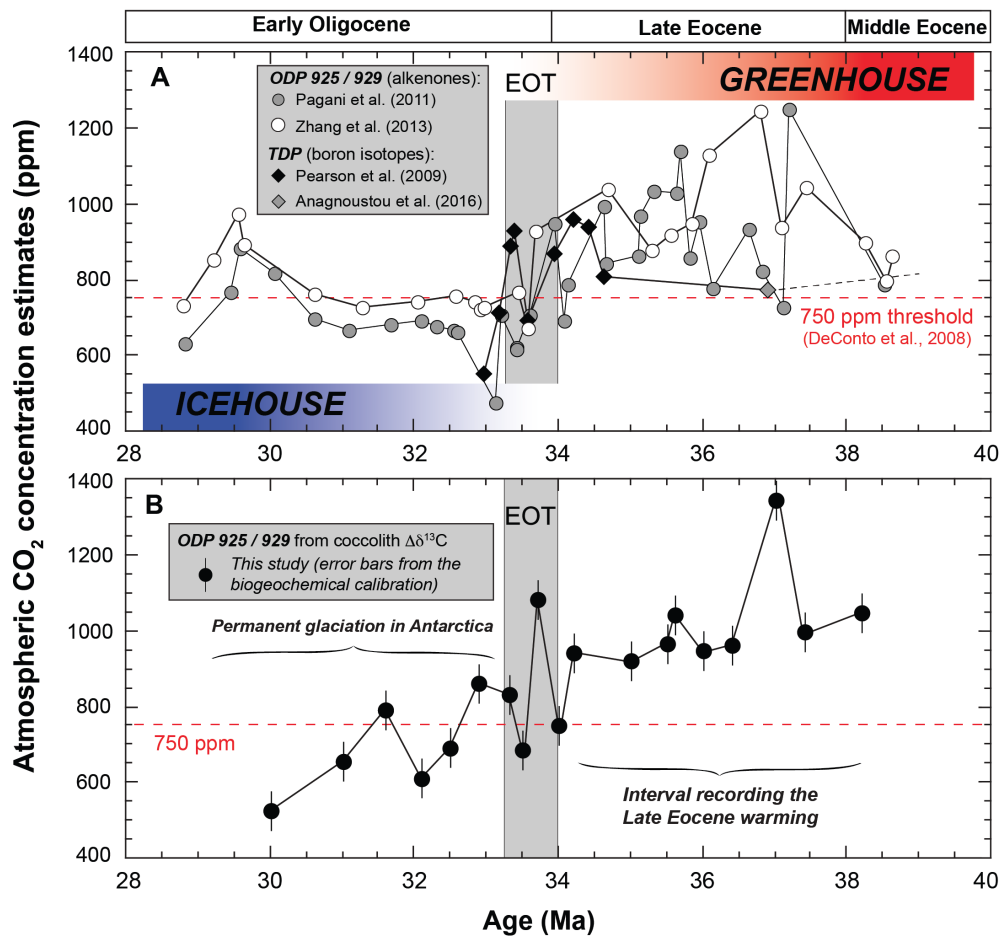 Early Oligocene Late Eocene Middle Eocene
Atmospheric CO2 concentration estimates (ppm)
1400
1200
1000
800
600
400
A
ODP 925 / 929 (alkenones):
Pagani et al. (2011)
Zhang et al. (2013)
TDP (boron isotopes):
Pearson et al. (2009)
Anagnoustou et al. (2016)
EOT
GREENHOUSE
750 ppm threshold
(DeConto et al., 2008)
ICEHOUSE
28 30 32 34 36 38 40
1400
1200
1000
800
600
400
B
ODP 925 / 929 from coccolith Δδ¹³C
This study (error bars from the
biogeochemical calibration)
EOT
Permanent glaciation in Antarctica
750 ppm
Interval recording the
Late Eocene warming
28 30 32 34 36 38 40
Age (Ma)